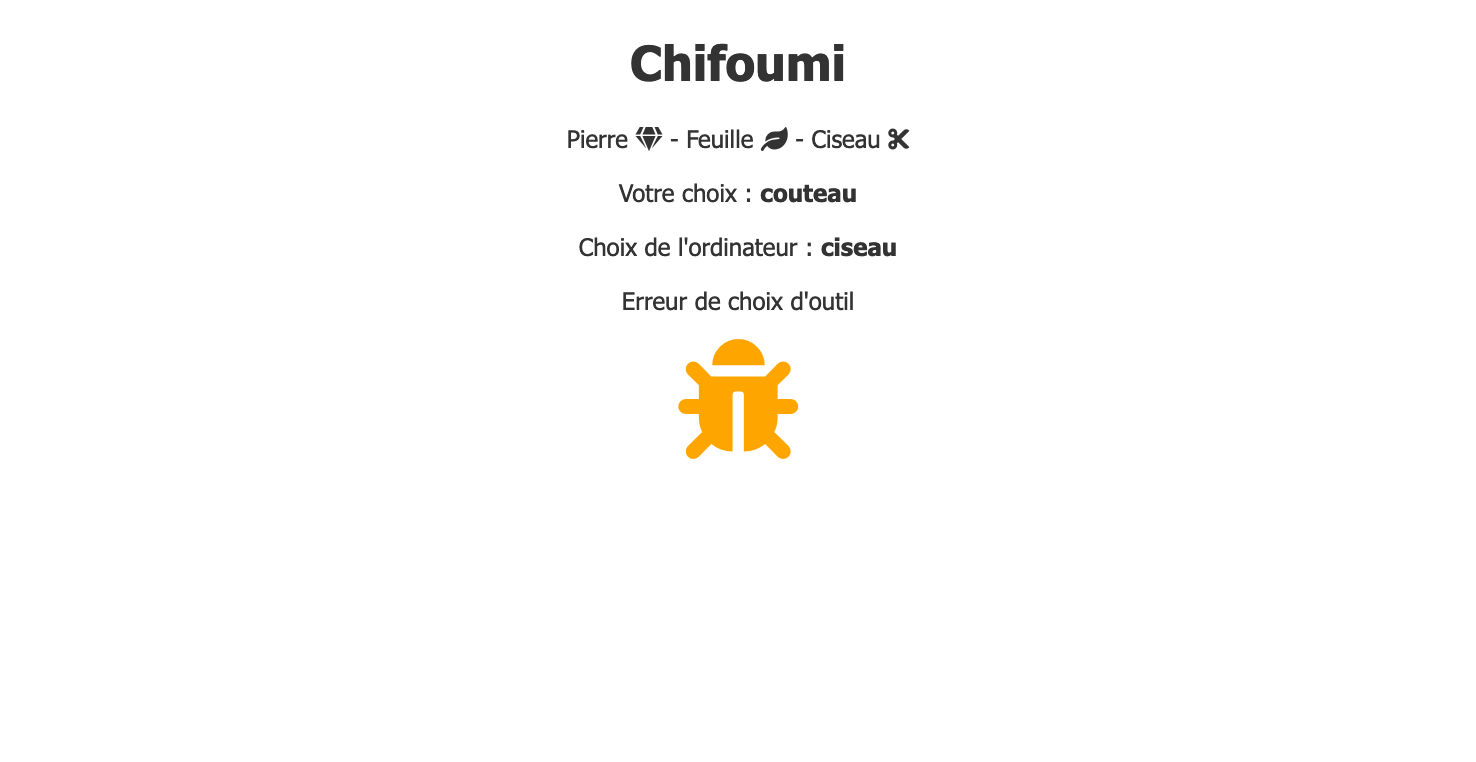 Chifoumi
Pierre - Feuille - Ciseau
Votre choix : couteau
Choix de l'ordinateur : ciseau
Erreur de choix d'outil